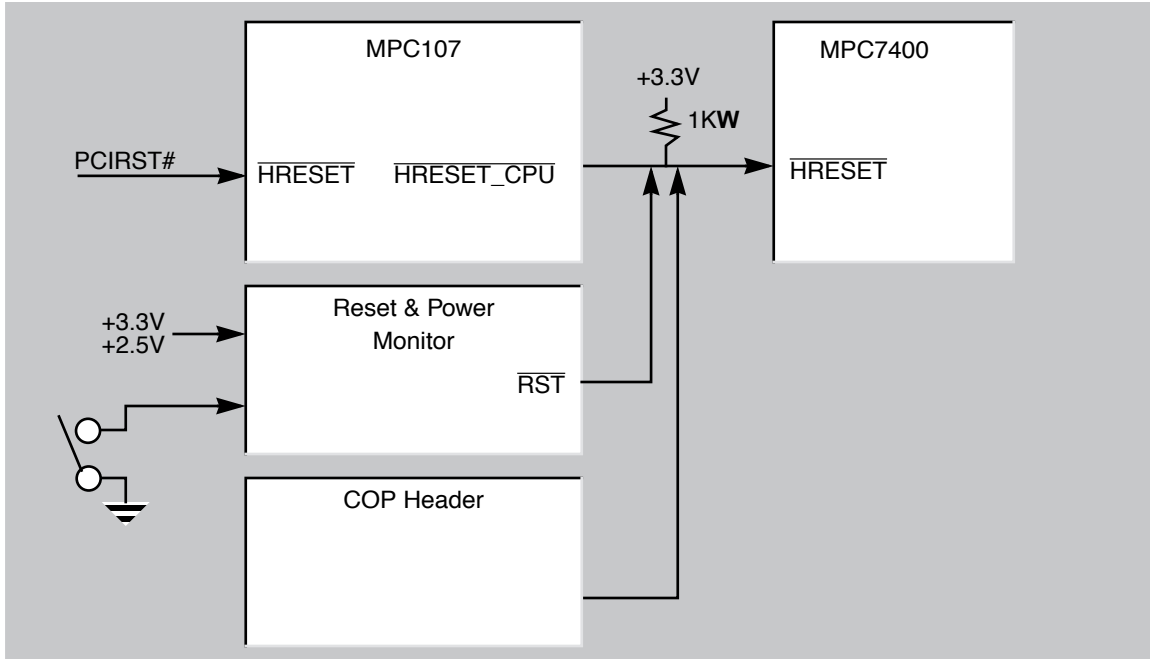 MPC107
MPC7400
+3.3V
1KW
PCIRST#
HRESET
HRESET_CPU
HRESET
Reset & Power
Monitor
+3.3V
+2.5V
RST
COP Header